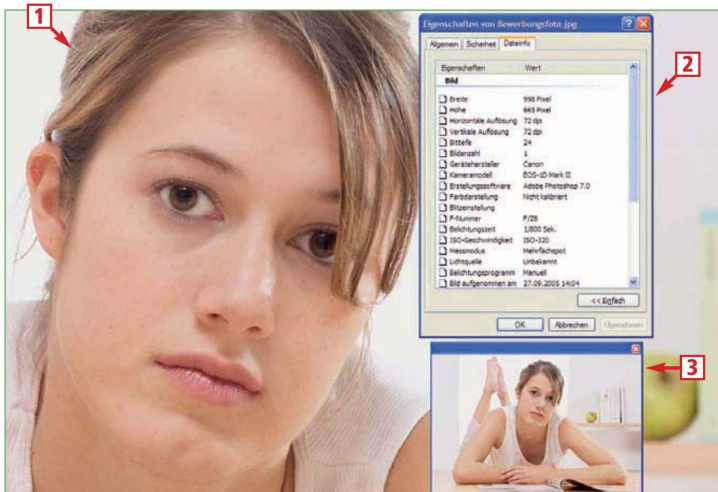 1
Eigenschaften von Bewerbungsfoto.jpg
Allgemein Sicherheit Dateiinfo
2
Eigenschaften Wert
Bild
Breite 998 Pixel
Höhe 665 Pixel
Horizontale Auflösung 72 dpi
Vertikale Auflösung 72 dpi
Bittiefe 24
Bildanzahl 1
Gerätehersteller Canon
Kameramodell EOS-1D Mark II
Erstellungssoftware Adobe Photoshop 7.0
Farbdarstellung Nicht kalibriert
Blitzeinstellung
F-Nummer F/28
Belichtungszeit 1/800 Sek.
ISO-Geschwindigkeit ISO-320
Messmodus Mehrfachspot
Lichtquelle Unbekannt
Belichtungsprogramm Manuell
Bild aufgenommen am 27.09.2005 14:04
<< Einfach
OK Abbrechen Übernehmen
3